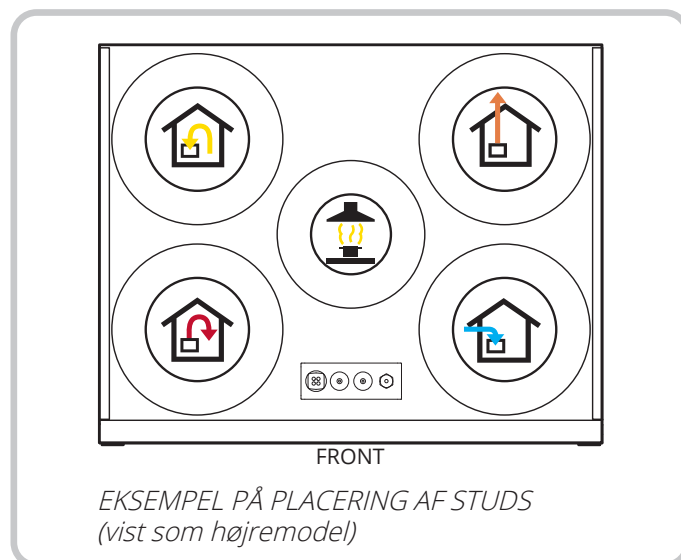 FRONT
EKSEMPEL PÅ PLACERING AF STUDS
(vist som højremodel)